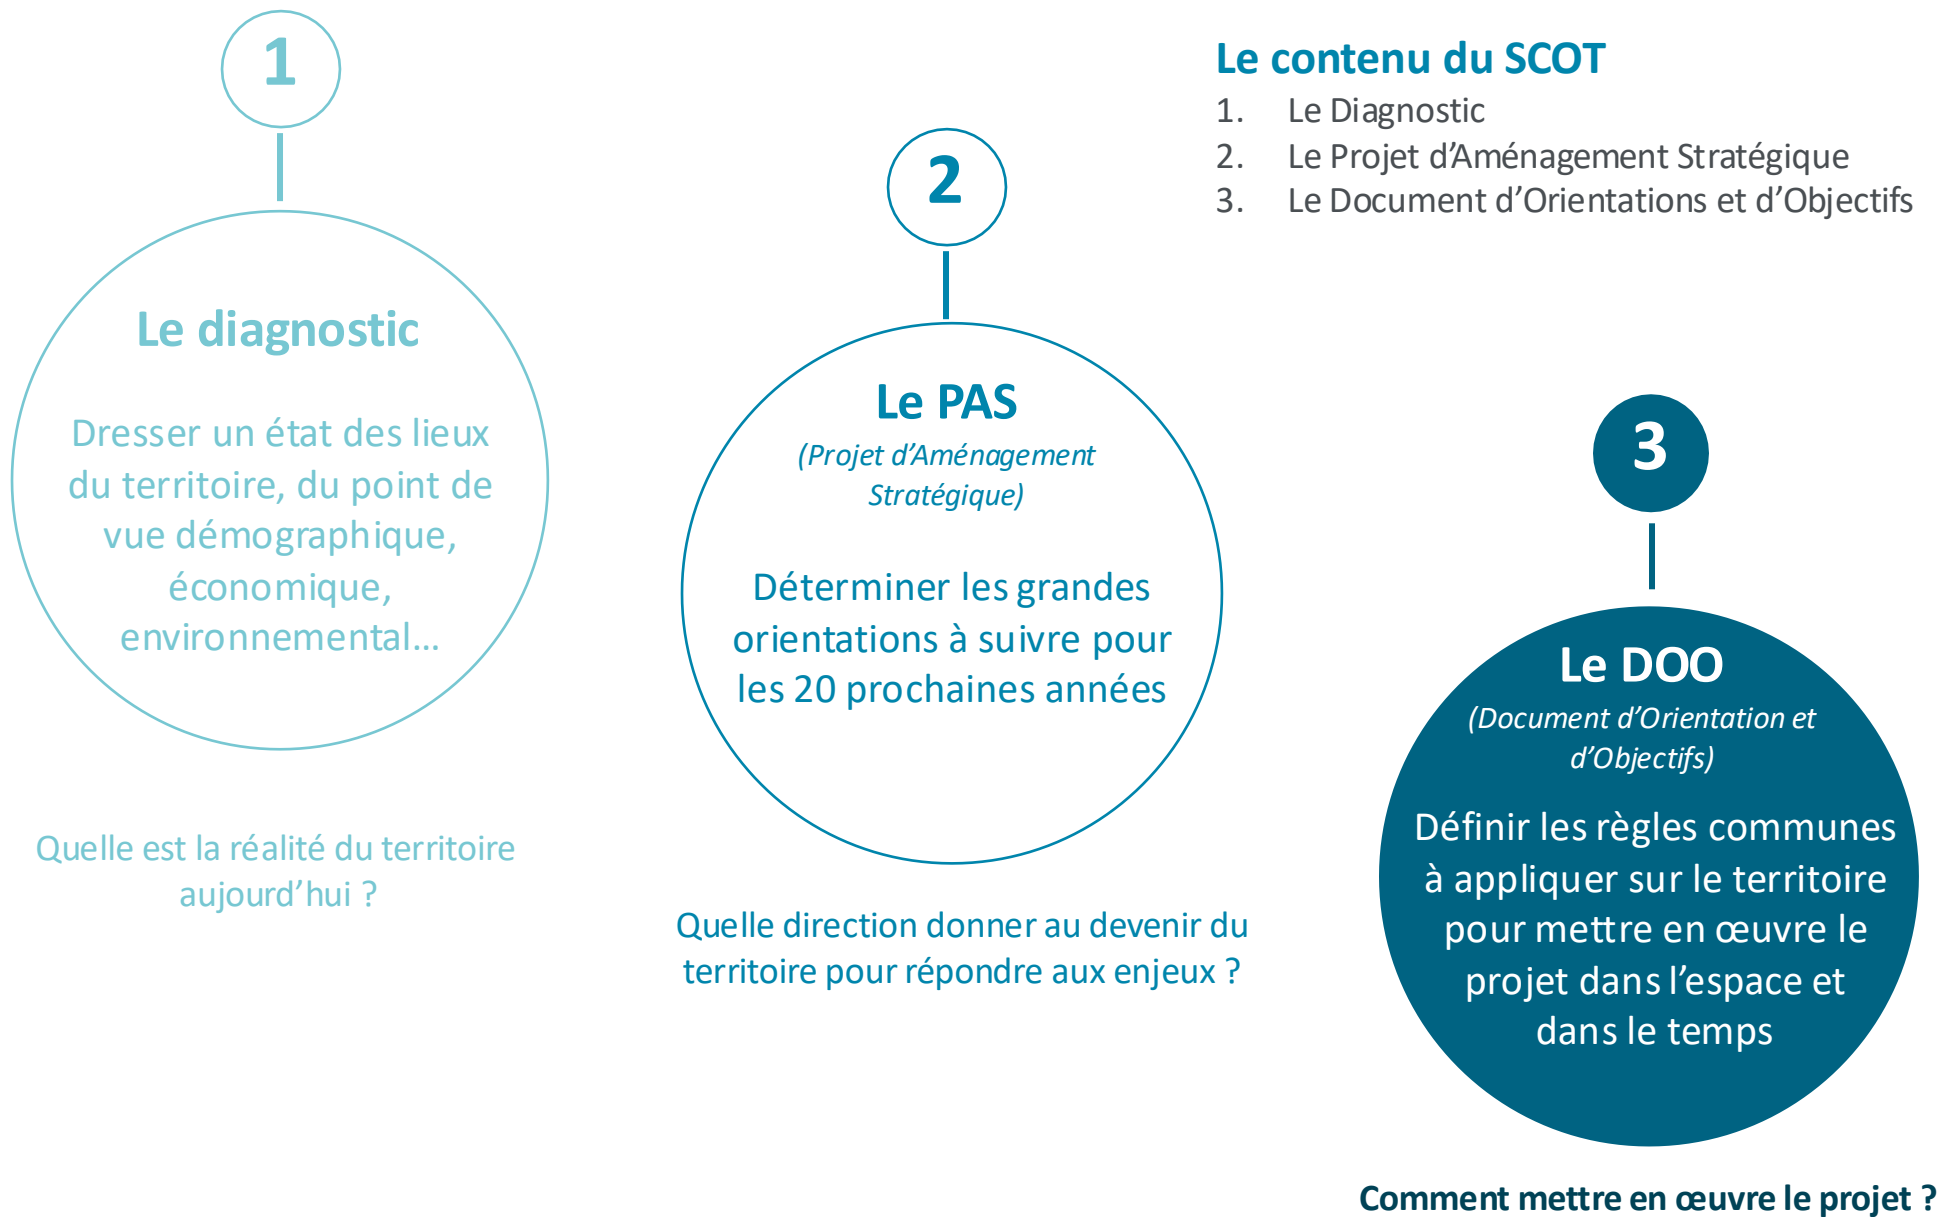 1
Le diagnostic
Dresser un état des lieux
du territoire, du point de
vue démographique,
économique,
environnemental…
Quelle est la réalité du territoire
aujourd’hui ?
2
Le PAS
(Projet d’Aménagement
Stratégique)
Déterminer les grandes
orientations à suivre pour
les 20 prochaines années
Quelle direction donner au devenir du
territoire pour répondre aux enjeux ?
Le contenu du SCOT
1. Le Diagnostic
2. Le Projet d’Aménagement Stratégique
3. Le Document d’Orientations et d’Objectifs
3
Le DOO
(Document d’Orientation et
d’Objectifs)
Définir les règles communes
à appliquer sur le territoire
pour mettre en œuvre le
projet dans l’espace et
dans le temps
Comment mettre en œuvre le projet ?